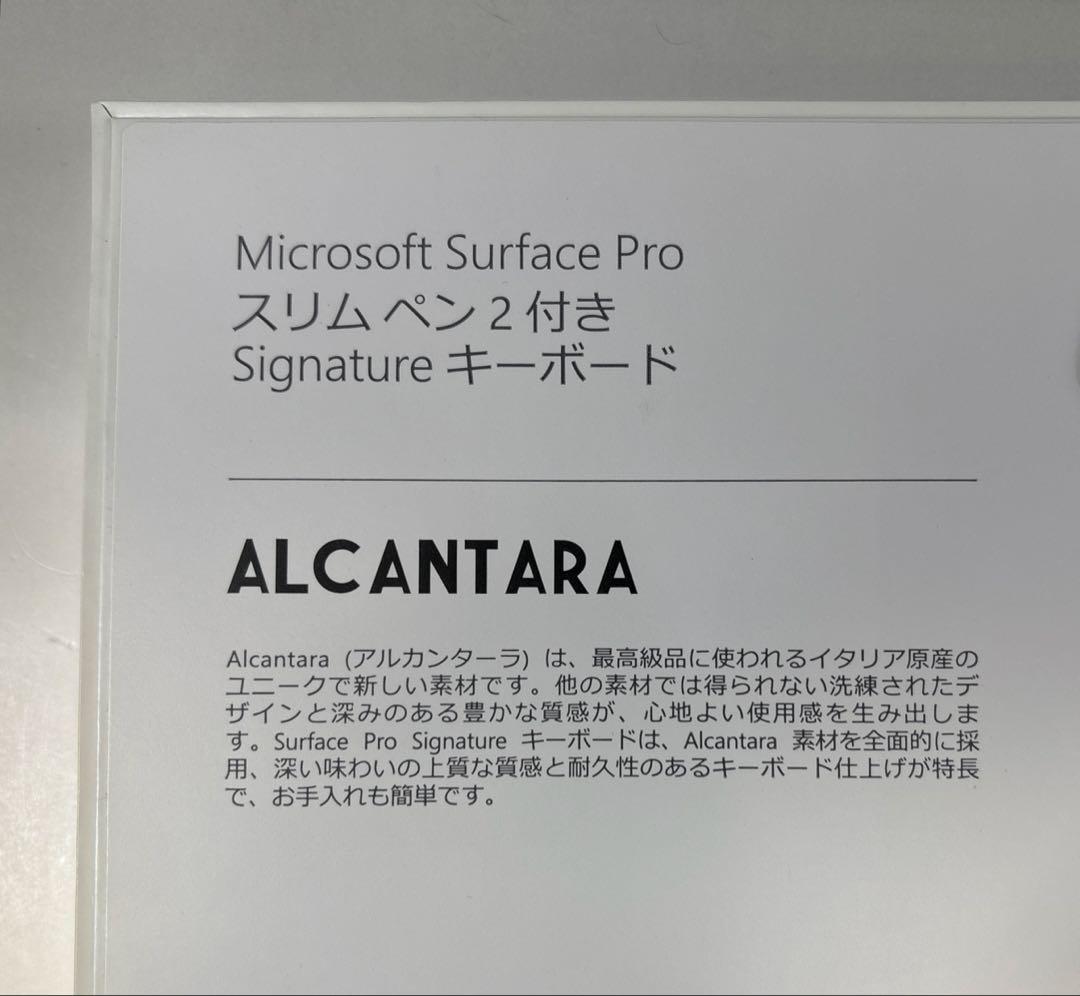 Microsoft Surface Pro
スリム ペン 2 付き
Signature キーボード
ALCANTARA
Alcantara (アルカンターラ) は、最高級品に使われるイタリア原産の
ユニークで新しい素材です。他の素材では得られない洗練されたデ
ザインと深みのある豊かな質感が、心地よい使用感を生み出しま
す。Surface Pro Signature キーボードは、Alcantara 素材を全面的に採
用、深い味わいの上質な質感と耐久性のあるキーボード仕上げが特長
で、お手入れも簡単です。